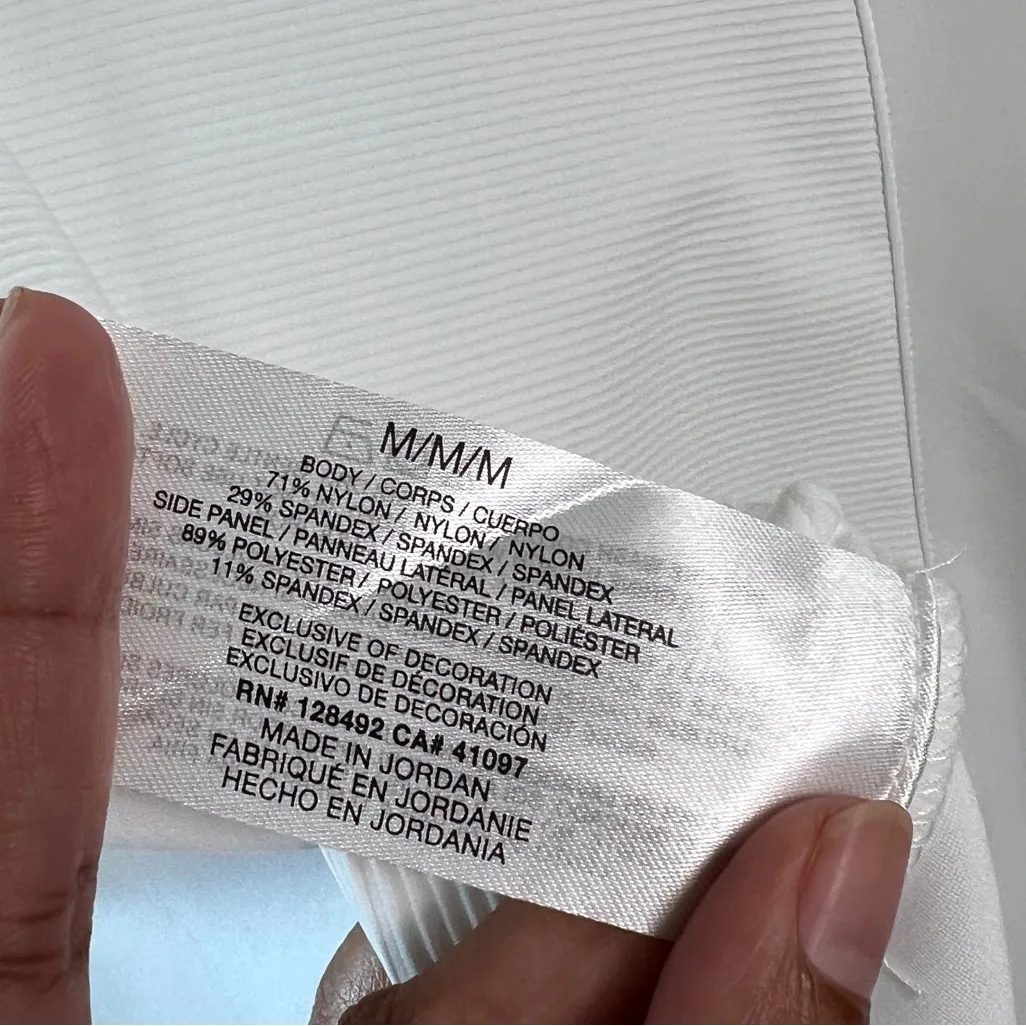 M/M/M
BODY / CORPS / CUERPO
71% NYLON / NYLON / NYLON
29% SPANDEX / SPANDEX / SPANDEX
SIDE PANEL / PANNEAU LATÉRAL / PANEL LATERAL
89% POLYESTER / POLYESTER / POLIÉSTER
11% SPANDEX / SPANDEX / SPANDEX
EXCLUSIVE OF DECORATION
EXCLUSIF DE DÉCORATION
EXCLUSIVO DE DECORACIÓN
RN# 128492 CA# 41097
MADE IN JORDAN
FABRIQUÉ EN JORDANIE
HECHO EN JORDANIA